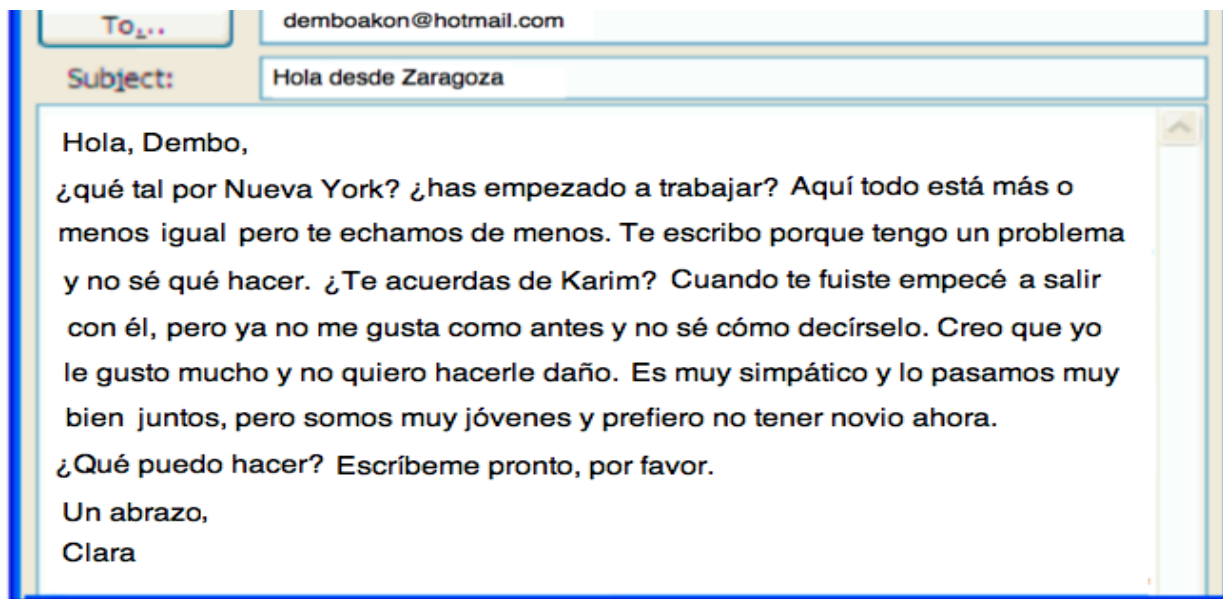 To...
demboakon@hotmail.com
Subject:
Hola desde Zaragoza
Hola, Dembo,
¿qué tal por Nueva York? ¿has empezado a trabajar? Aquí todo está más o
menos igual pero te echamos de menos. Te escribo porque tengo un problema
y no sé qué hacer. ¿Te acuerdas de Karim? Cuando te fuiste empecé a salir
con él, pero ya no me gusta como antes y no sé cómo decírselo. Creo que yo
le gusto mucho y no quiero hacerle daño. Es muy simpático y lo pasamos muy
bien juntos, pero somos muy jóvenes y prefiero no tener novio ahora.
¿Qué puedo hacer? Escríbeme pronto, por favor.
Un abrazo,
Clara